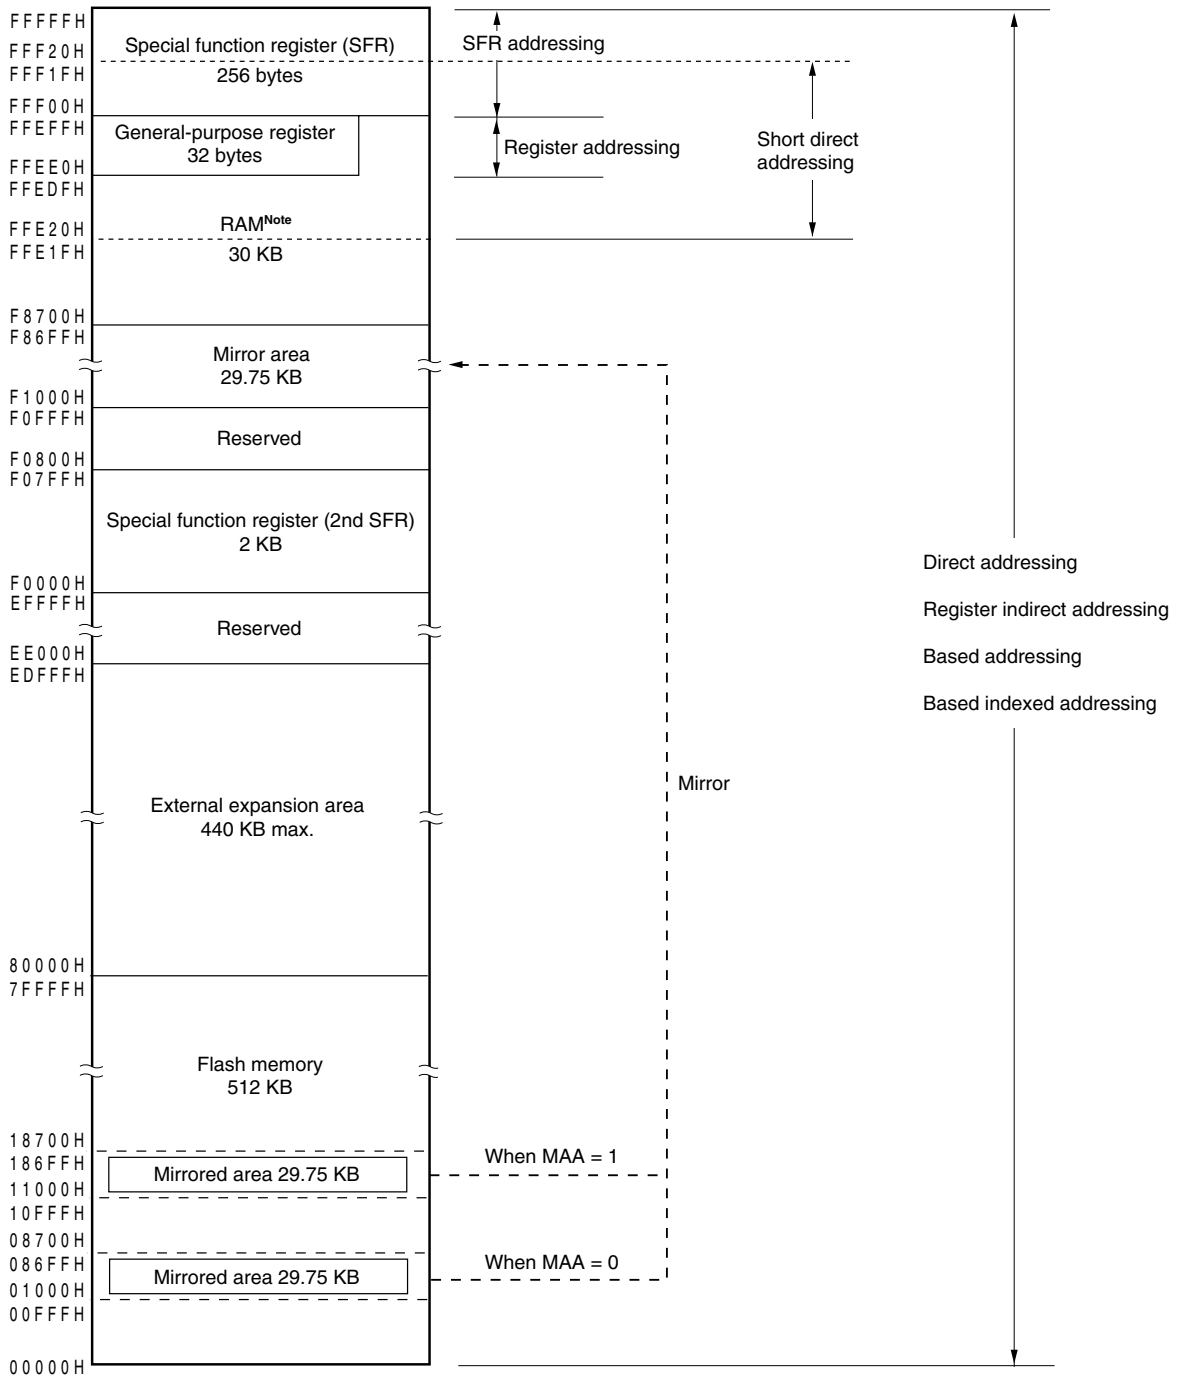 FFFFFH
FFF20H
FFF1FH
FFF00H
FFEFFH
FFEE0H
FFEDFH
FFE20H
FFE1FH
F8700H
F86FFH
F1000H
F0FFFH
F0800H
F07FFH
F0000H
EFFFFH
EE000H
EDFFFH
80000H
7FFFFH
18700H
186FFH
11000H
10FFFH
08700H
086FFH
01000H
00FFFH
00000H
Special function register (SFR)
256 bytes
General-purpose register
32 bytes
RAMNote
30 KB
Mirror area
29.75 KB
Reserved
Special function register (2nd SFR)
2 KB
Reserved
External expansion area
440 KB max.
Flash memory
512 KB
Mirrored area 29.75 KB
Mirrored area 29.75 KB
SFR addressing
Register addressing
Short direct
addressing
Mirror
When MAA = 1
When MAA = 0
Direct addressing
Register indirect addressing
Based addressing
Based indexed addressing